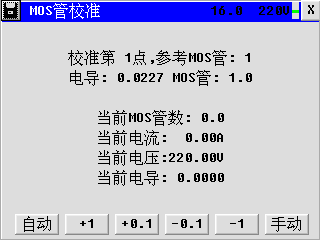 MOS管校准 16.0 220V X
校准第 1点,参考MOS管: 1
电导: 0.0227 MOS管: 1.0
当前MOS管数: 0.0
当前电流: 0.00A
当前电压:220.00V
当前电导: 0.0000
自动 +1 +0.1 -0.1 -1 手动